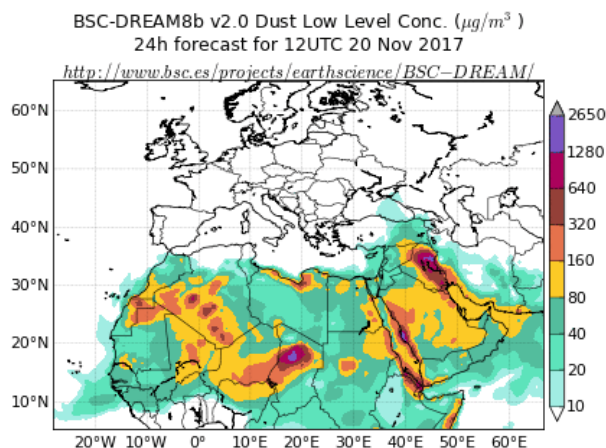 BSC-DREAM8b v2.0 Dust Low Level Conc. (μg/m³ )
24h forecast for 12UTC 20 Nov 2017
http://www.bsc.es/projects/earthscience/BSC−DREAM/
60°N
50°N
40°N
30°N
20°N
10°N
20°W 10°W 0° 10°E 20°E 30°E 40°E 50°E 60°E
2650
1280
640
320
160
80
40
20
10